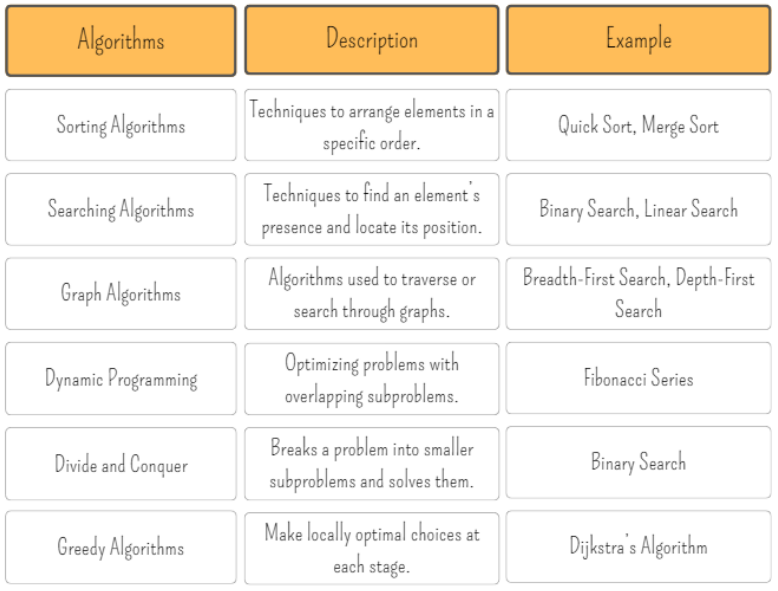 Algorithms
Description
Example
Sorting Algorithms
Techniques to arrange elements in a
specific order.
Quick Sort, Merge Sort
Searching Algorithms
Techniques to find an element's
presence and locate its position.
Binary Search, Linear Search
Graph Algorithms
Algorithms used to traverse or
search through graphs.
Breadth-First Search, Depth-First
Search
Dynamic Programming
Optimizing problems with
overlapping subproblems.
Fibonacci Series
Divide and Conquer
Breaks a problem into smaller
subproblems and solves them.
Binary Search
Greedy Algorithms
Make locally optimal choices at
each stage.
Dijkstra's Algorithm